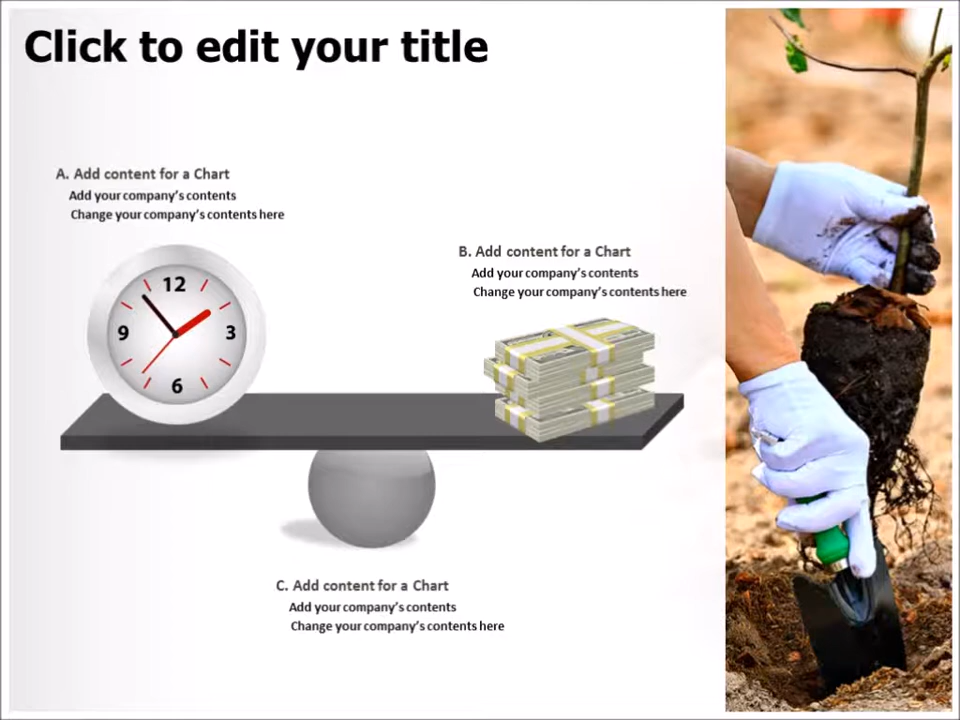 Click to edit your title
A. Add content for a Chart
Add your company's contents
Change your company's contents here
B. Add content for a Chart
Add your company's contents
Change your company's contents here
12
9
3
6
C. Add content for a Chart
Add your company's contents
Change your company's contents here